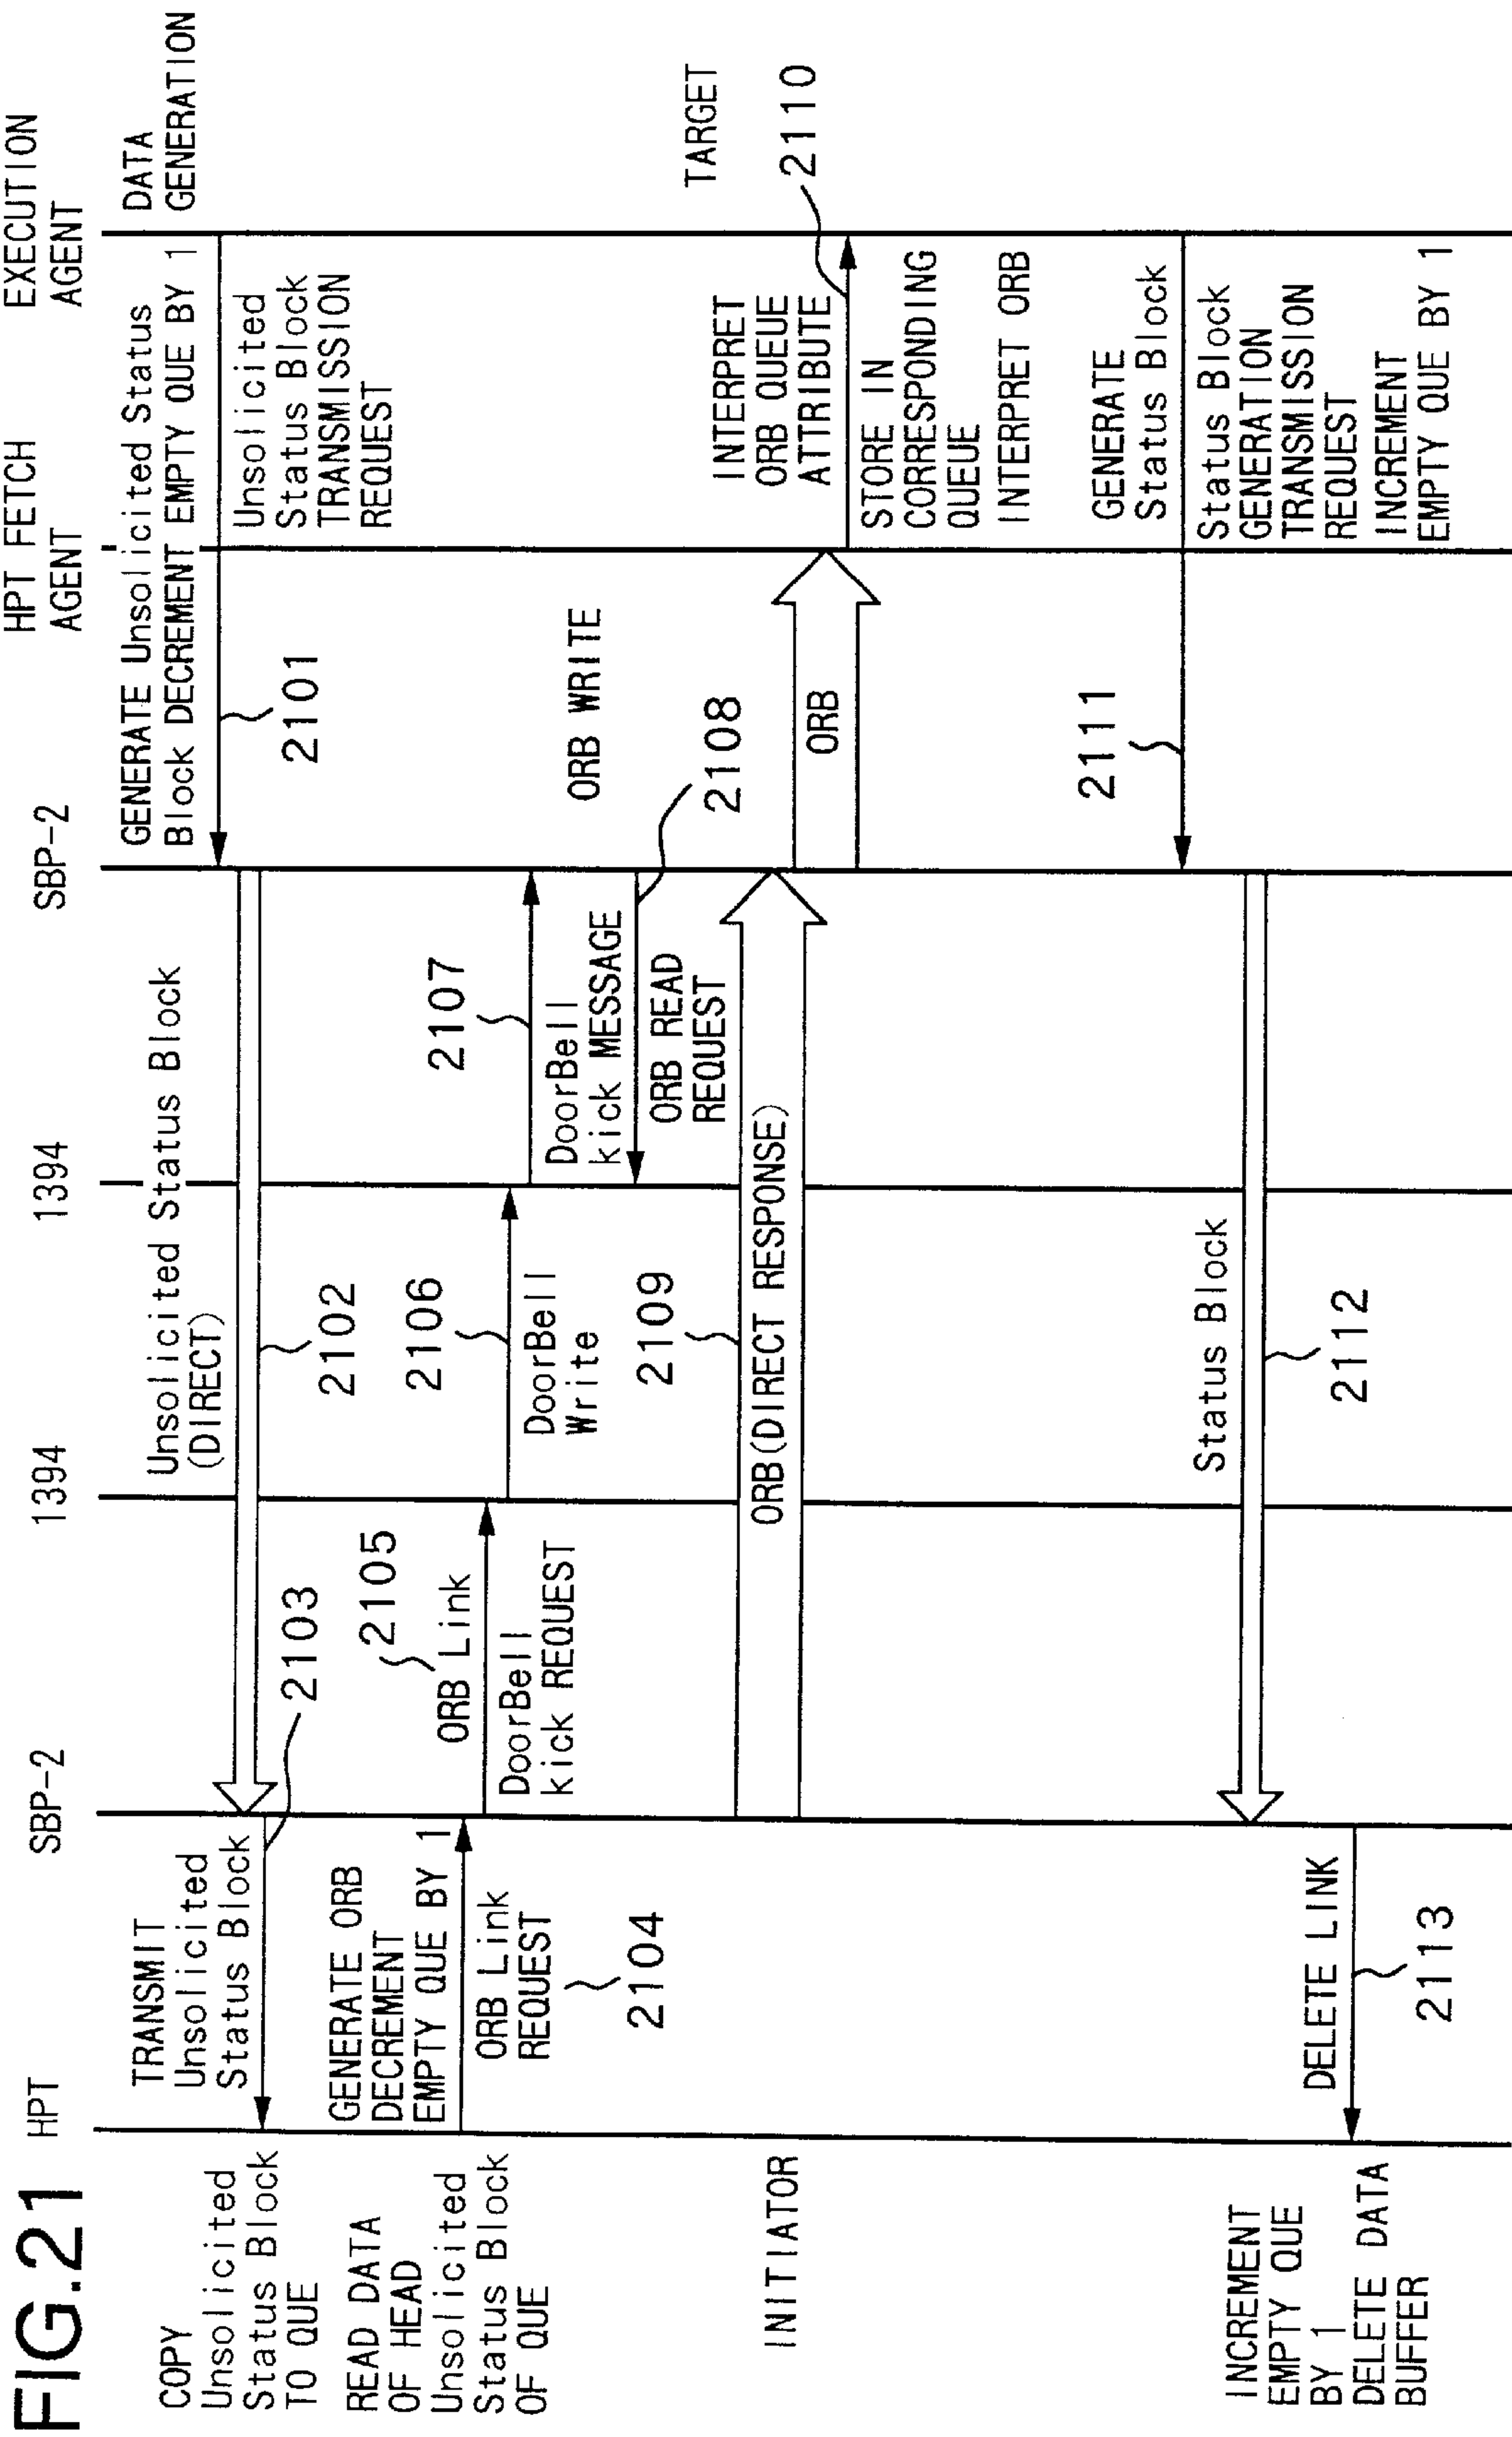 FIG.21
HPT
SBP-2
1394
1394
SBP-2
HPT FETCH
AGENT
EXECUTION
AGENT
DATA
GENERATION
GENERATE Unsolicited Status
Block DECREMENT EMPTY QUE BY 1
2101
Unsolicited
Status Block
TRANSMISSION
REQUEST
Unsolicited Status Block
(DIRECT)
2102
TRANSMIT
Unsolicited
Status Block
2103
COPY
Unsolicited
Status Block
TO QUE
READ DATA
OF HEAD
Unsolicited
Status Block
OF QUE
GENERATE ORB
DECREMENT
EMPTY QUE BY 1
ORB Link
REQUEST
2104
2105
ORB Link
DoorBell
kick REQUEST
2106
DoorBell
Write
2107
DoorBell
kick MESSAGE
ORB WRITE
2108
ORB READ
REQUEST
2109
ORB(DIRECT RESPONSE)
ORB
INITIATOR
TARGET
INTERPRET
ORB QUEUE
ATTRIBUTE
2110
STORE IN
CORRESPONDING
QUEUE
INTERPRET ORB
GENERATE
Status Block
2111
Status Block
GENERATION
TRANSMISSION
REQUEST
INCREMENT
EMPTY QUE BY 1
Status Block
2112
DELETE LINK
2113
INCREMENT
EMPTY QUE
BY 1
DELETE DATA
BUFFER